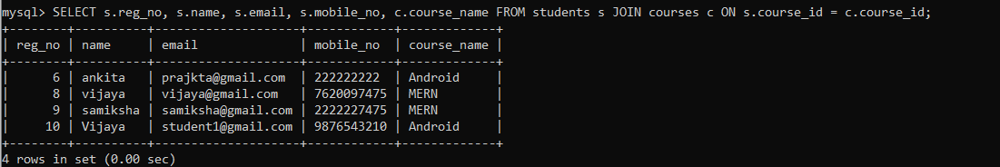 mysql> SELECT s.reg_no, s.name, s.email, s.mobile_no, c.course_name FROM students s JOIN courses c ON s.course_id = c.course_id;
+--------+----------+--------------------+------------+-------------+
| reg_no | name     | email              | mobile_no  | course_name |
+--------+----------+--------------------+------------+-------------+
|      6 | ankita   | prajkta@gmail.com  | 222222222  | Android     |
|      8 | vijaya   | vijaya@gmail.com   | 7620097475 | MERN        |
|      9 | samiksha | samiksha@gmail.com | 2222227475 | MERN        |
|     10 | Vijaya   | student1@gmail.com | 9876543210 | Android     |
+--------+----------+--------------------+------------+-------------+
4 rows in set (0.00 sec)